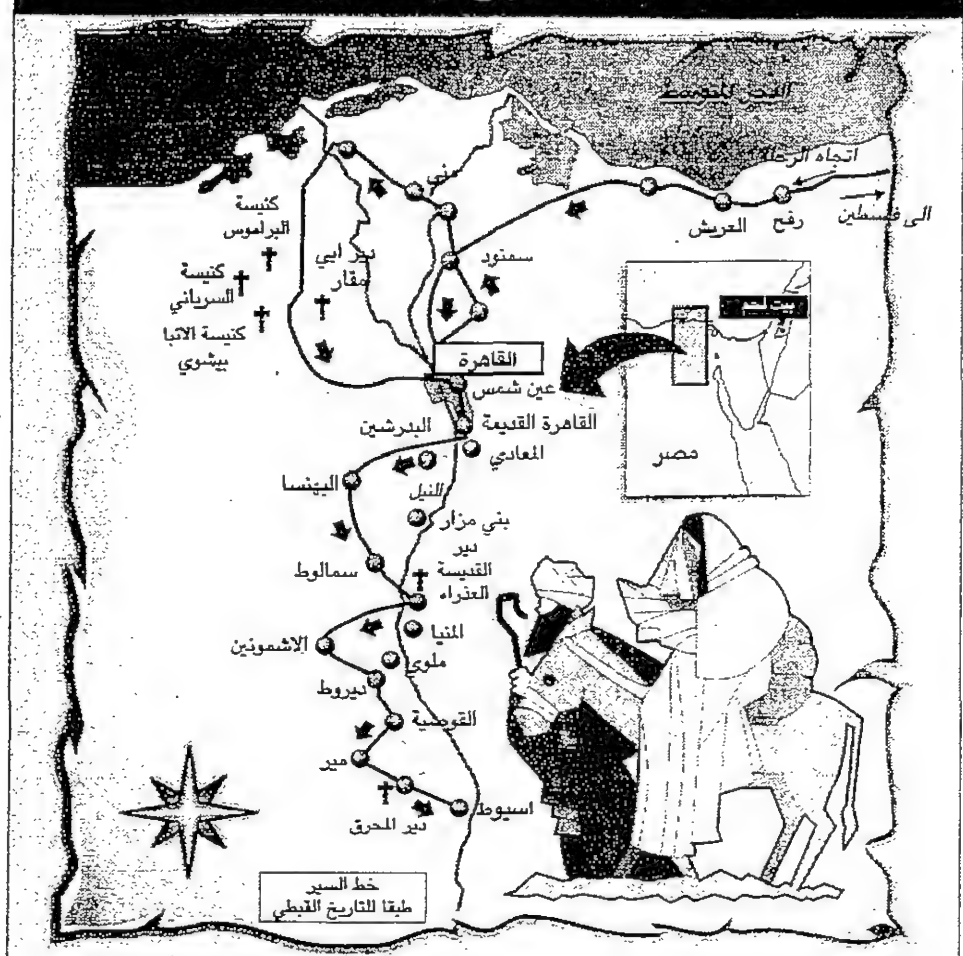 البحر المتوسط
اتجاه الرحلة
الى فلسطين
رفح
العريش
سمنود
كنيسة
البراموس
كنيسة
السرياني
كنيسة الانبا
بيشوي
دير ابي
مقار
بيت لحم
مصر
القاهرة
عين شمس
القاهرة القديمة
المعادي
البدرشين
النيل
البهنسا
بني مزار
دير
القديسة
العذراء
سمالوط
المنيا
الاشمونين
ملوي
ديروط
القوصية
مير
اسيوط
دير المحرق
خط السير
طبقا للتاريخ القبطي